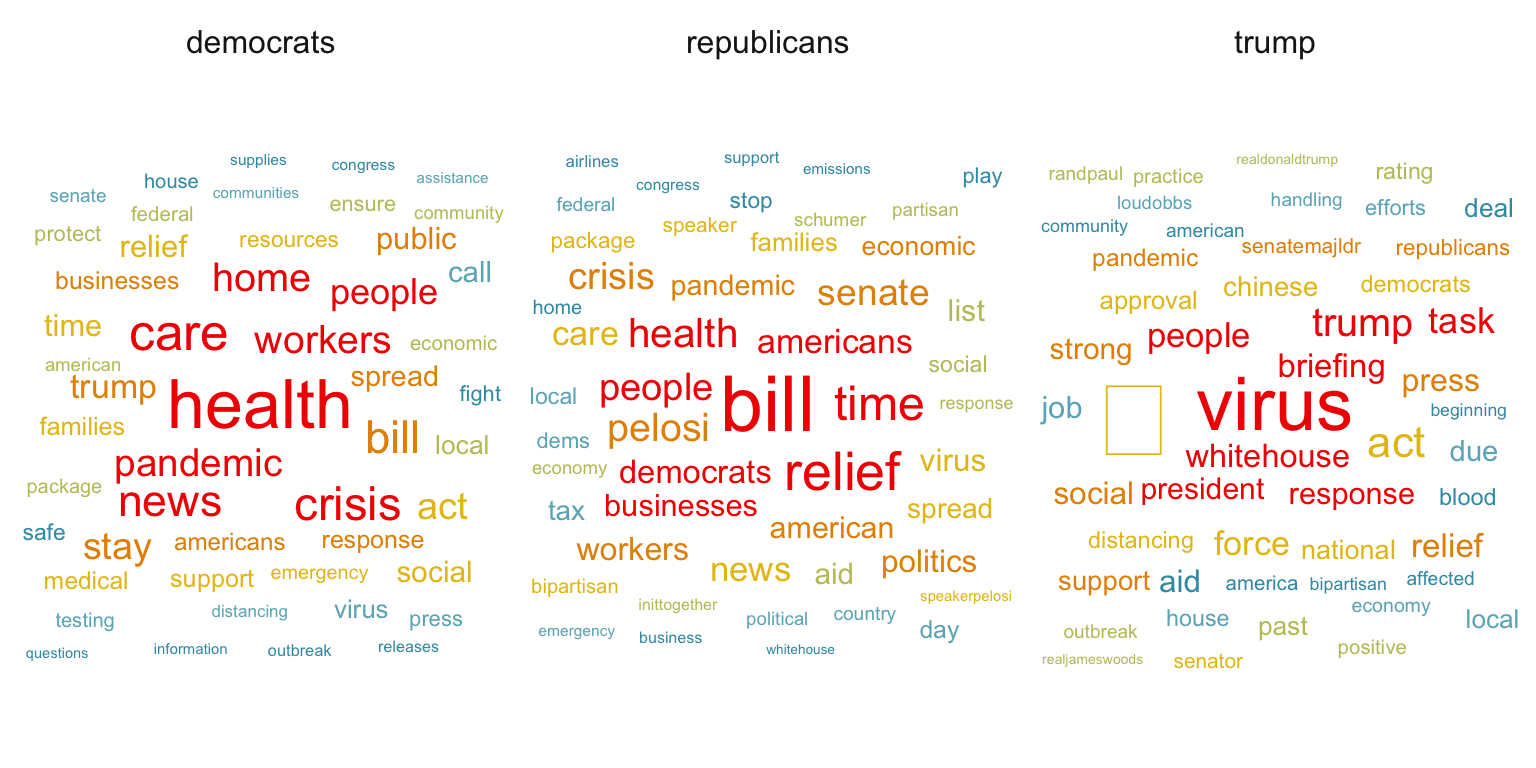 democrats
republicans
trump
supplies congress
house assistance
senate communities
federal ensure community
protect relief resources public
businesses home people call
time care workers economic
american trump spread fight
health
families bill local
pandemic
package news crisis act
safe stay americans response
medical support emergency social
testing distancing virus press
questions information outbreak releases
airlines support emissions
congress play
federal stop partisan
speaker schumer
package families economic
crisis pandemic senate
home list
care health americans
social
people bill time
local response
pelosi
dems virus
economy democrats relief
tax businesses spread
american
workers politics
news aid
bipartisan speakerpelosi
inittogether political country
emergency business day
whitehouse
realdonaldtrump
randpaul practice rating
loudobbs handling efforts deal
community american
pandemic senatemajldr republicans
approval chinese democrats
people trump task
strong briefing press
job virus beginning
act
whitehouse due
social president response blood
distancing force national relief
support aid america bipartisan affected
house economy local
outbreak past
positive
realjameswoods senator